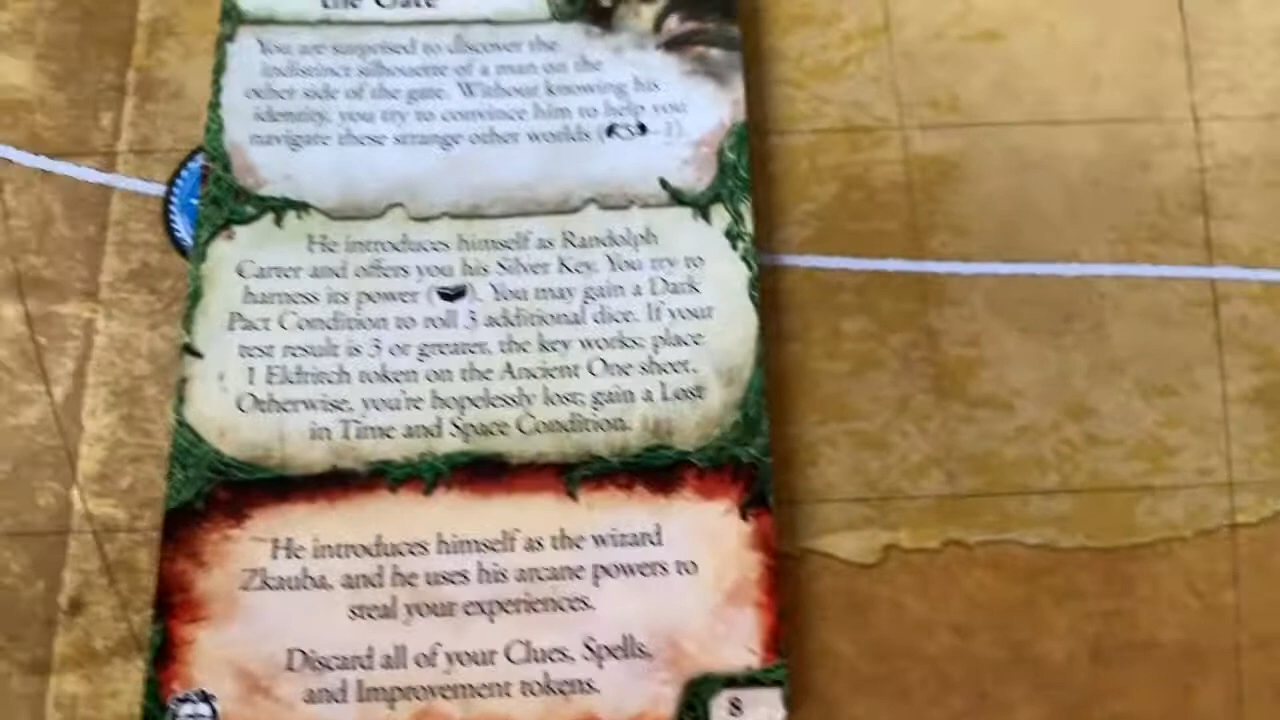 the Gate
You are surprised to discover the
indistinct silhouette of a man on the
other side of the gate. Without knowing his
identity, you try to convince him to help you
navigate these strange other worlds ( -1).
He introduces himself as Randolph
Carter and offers you his Silver Key. You try to
harness its power ( ). You may gain a Dark
Pact Condition to roll 3 additional dice. If your
test result is 3 or greater, the key works; place
1 Eldritch token on the Ancient One sheet.
Otherwise, you're hopelessly lost; gain a Lost
in Time and Space Condition.
He introduces himself as the wizard
Zkauba, and he uses his arcane powers to
steal your experiences.
Discard all of your Clues, Spells,
and Improvement tokens.
8